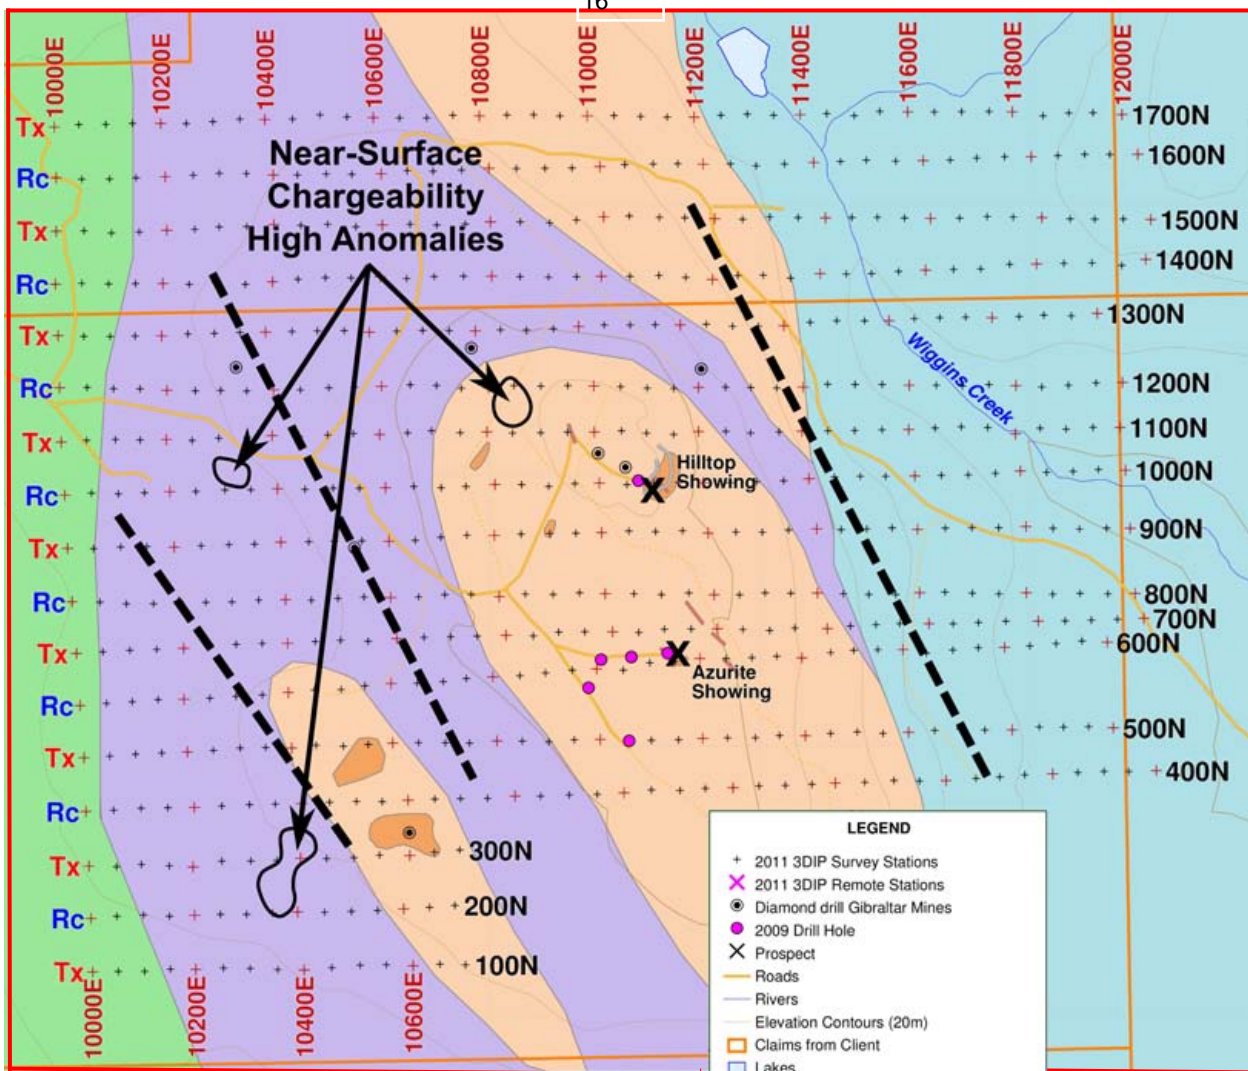 16
10000E
10200E
10400E
10600E
10800E
11000E
11200E
11400E
11600E
11800E
12000E
Tx
1700N
Rc
1600N
Near-Surface
Chargeability
High Anomalies
Tx
1500N
Rc
1400N
Tx
1300N
Wiggins Creek
Rc
1200N
Tx
1100N
Hilltop
Showing
Rc
1000N
Tx
900N
Rc
800N
700N
Tx
600N
Azurite
Showing
Rc
500N
Tx
400N
Rc
300N
Tx
200N
Rc
100N
Tx
10000E
10200E
10400E
10600E
LEGEND
2011 3DIP Survey Stations
2011 3DIP Remote Stations
Diamond drill Gibraltar Mines
2009 Drill Hole
Prospect
Roads
Rivers
Elevation Contours (20m)
Claims from Client
Lakes